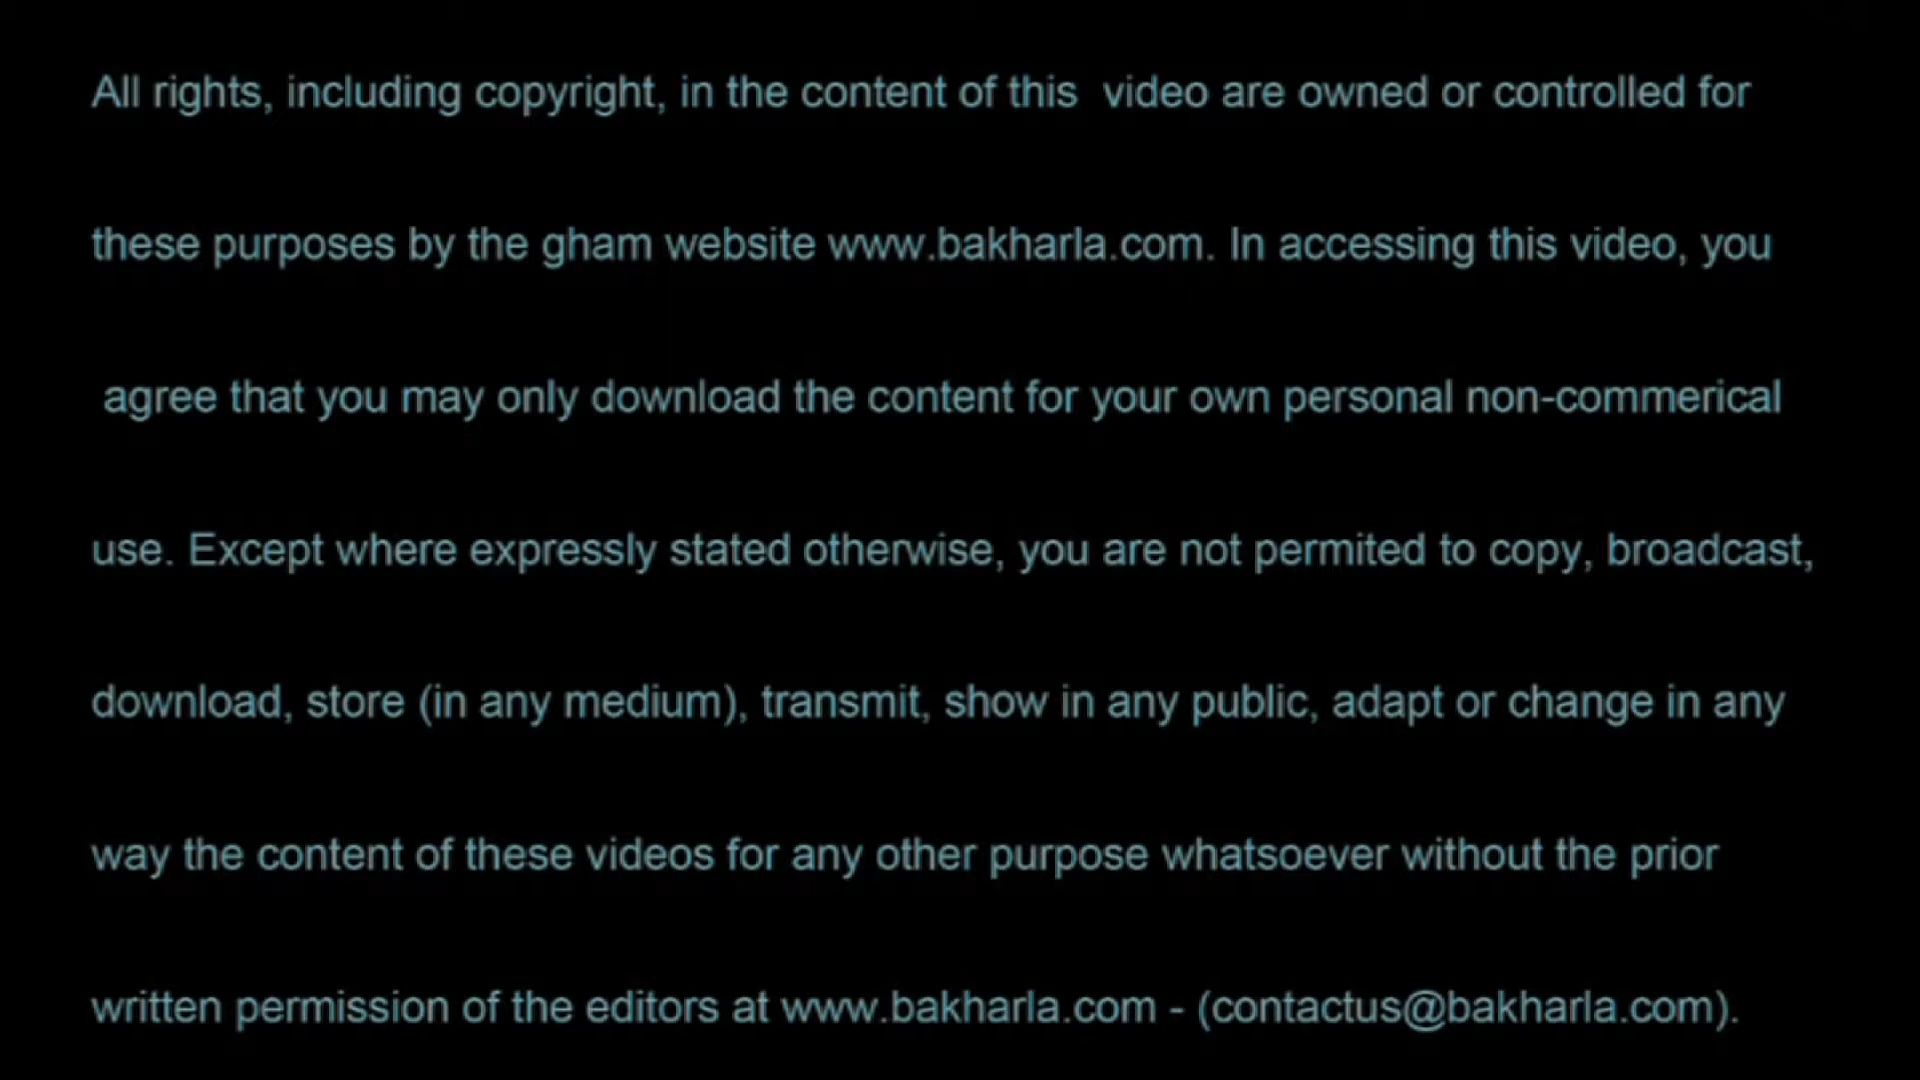 All rights, including copyright, in the content of this  video are owned or controlled for
these purposes by the gham website www.bakharla.com. In accessing this video, you
agree that you may only download the content for your own personal non-commerical
use. Except where expressly stated otherwise, you are not permited to copy, broadcast,
download, store (in any medium), transmit, show in any public, adapt or change in any
way the content of these videos for any other purpose whatsoever without the prior
written permission of the editors at www.bakharla.com - (contactus@bakharla.com).